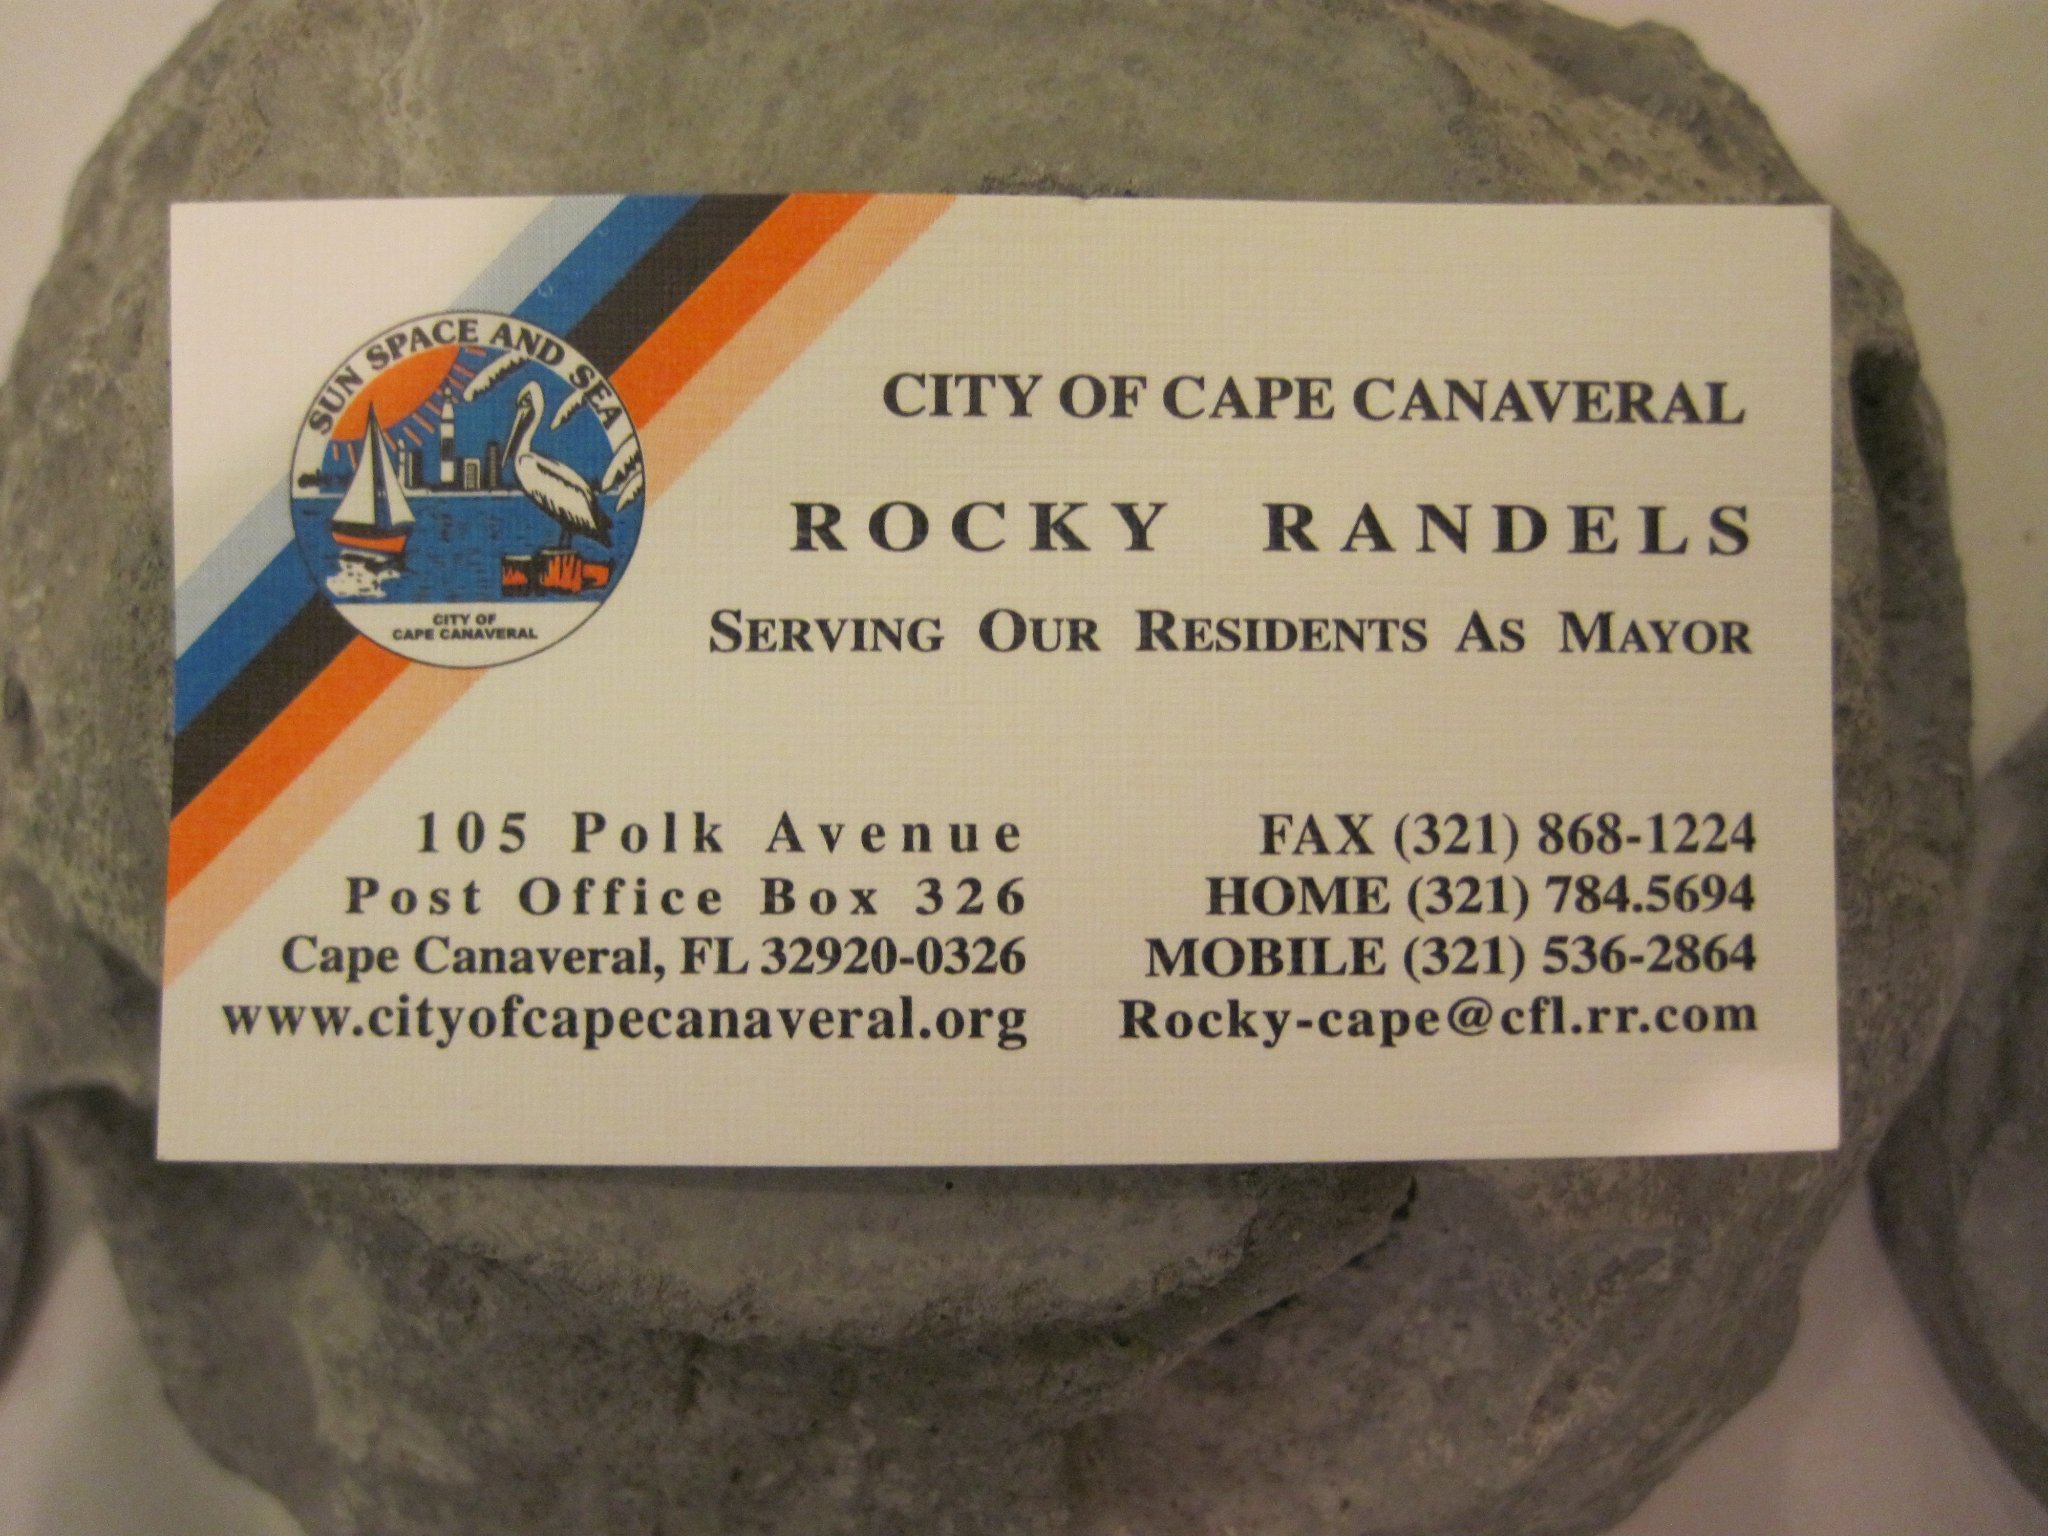 SUN SPACE AND SEA
CITY OF
CAPE CANAVERAL
CITY OF CAPE CANAVERAL
ROCKY RANDELS
SERVING OUR RESIDENTS AS MAYOR
105 Polk Avenue
Post Office Box 326
Cape Canaveral, FL 32920-0326
www.cityofcapecanaveral.org
FAX (321) 868-1224
HOME (321) 784.5694
MOBILE (321) 536-2864
Rocky-cape@cfl.rr.com